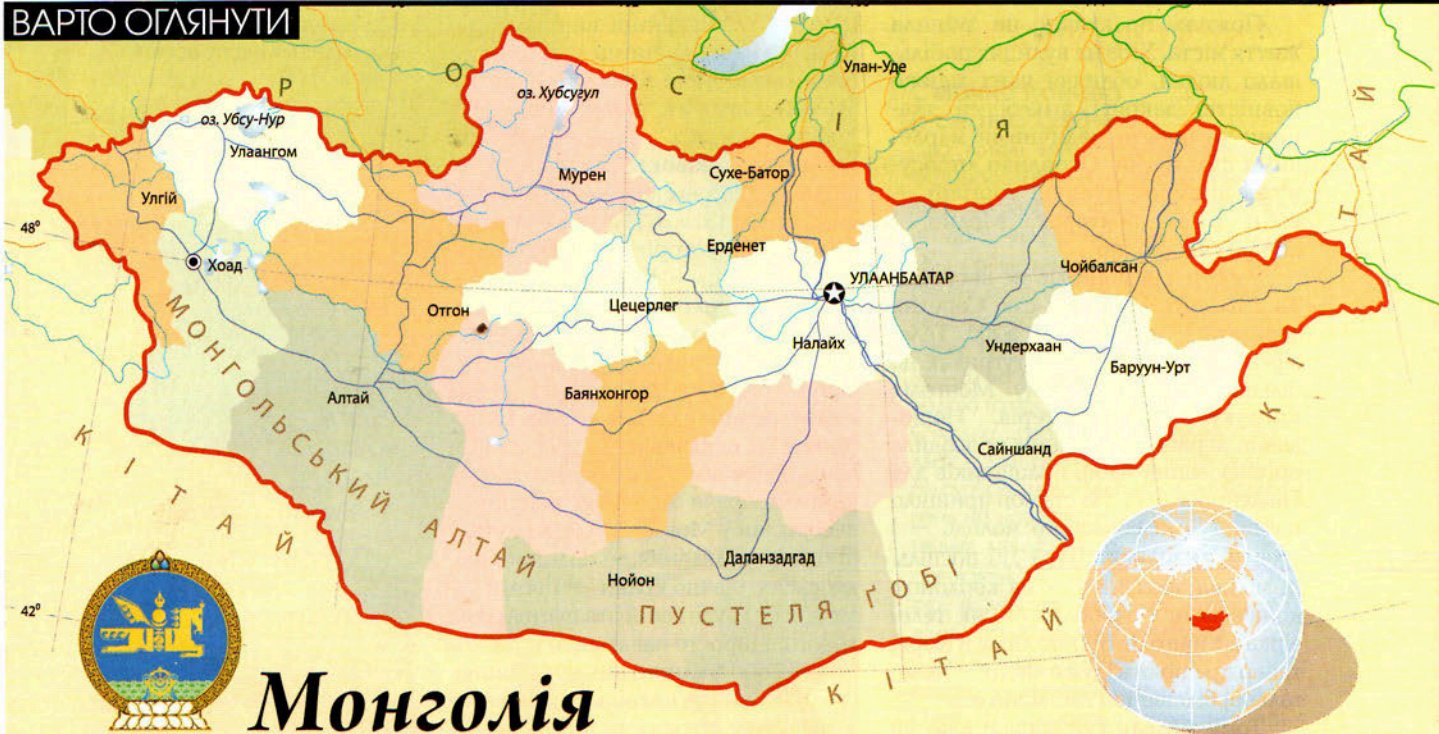 ВАРТО ОГЛЯНУТИ
РОСІЯ
Улан-Уде
оз. Хубсугул
оз. Убсу-Нур
Улаангом
Мурен
Сухе-Батор
Улгій
48°
Хоад
Ерденет
УЛААНБААТАР
Чойбалсан
КІТАЙ
Отгон
Цецерлег
Налайх
Ундерхаан
Баруун-Урт
Алтай
Баянхонгор
МОНГОЛЬСЬКИЙ АЛТАЙ
КІТАЙ
Сайншанд
Даланзадгад
Нойон
ПУСТЕЛЯ ҐОБІ
42°
КІТАЙ
Монголія